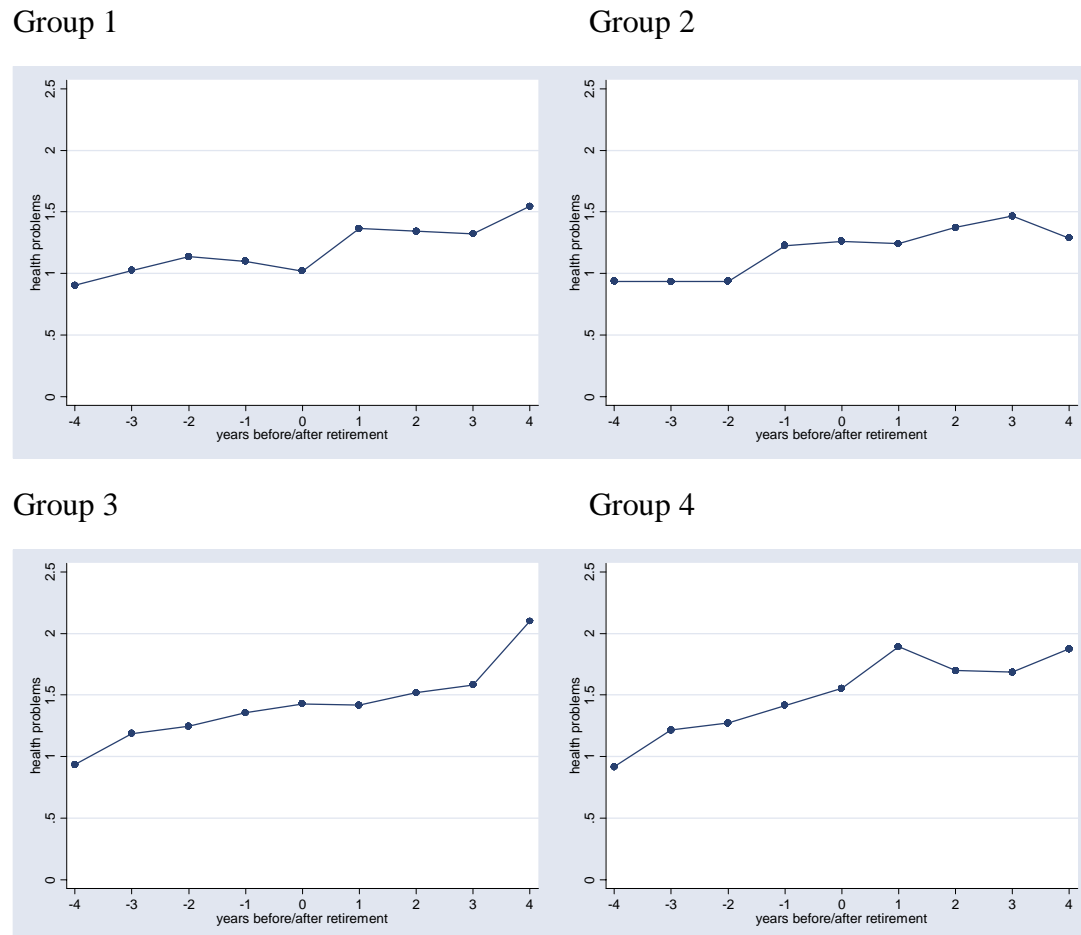 Group 1
Group 2
health problems
2.5
2
1.5
1
.5
0
-4 -3 -2 -1 0 1 2 3 4
years before/after retirement
health problems
2.5
2
1.5
1
.5
0
-4 -3 -2 -1 0 1 2 3 4
years before/after retirement
Group 3
Group 4
health problems
2.5
2
1.5
1
.5
0
-4 -3 -2 -1 0 1 2 3 4
years before/after retirement
health problems
2.5
2
1.5
1
.5
0
-4 -3 -2 -1 0 1 2 3 4
years before/after retirement